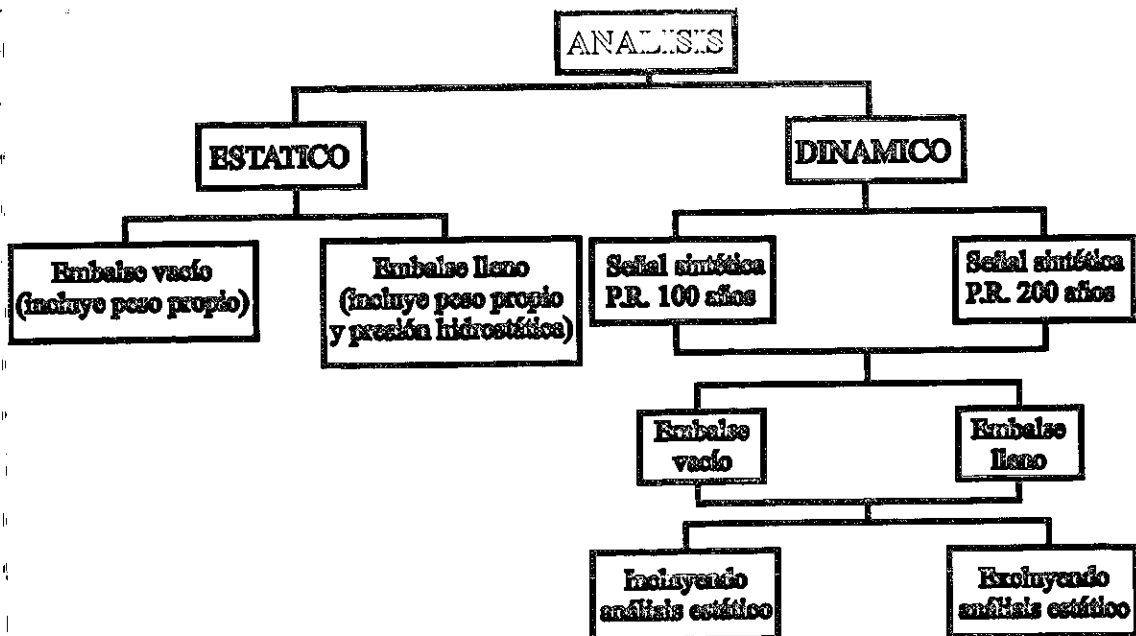 ANALISIS
ESTATICO
DINAMICO
Embalse vacío
(incluye peso propio)
Embalse lleno
(incluye peso propio
y presión hidrostática)
Señal sintética
P.R. 100 años
Señal sintética
P.R. 200 años
Embalse
vacío
Embalse
lleno
Incluyendo
análisis estático
Excluyendo
análisis estático